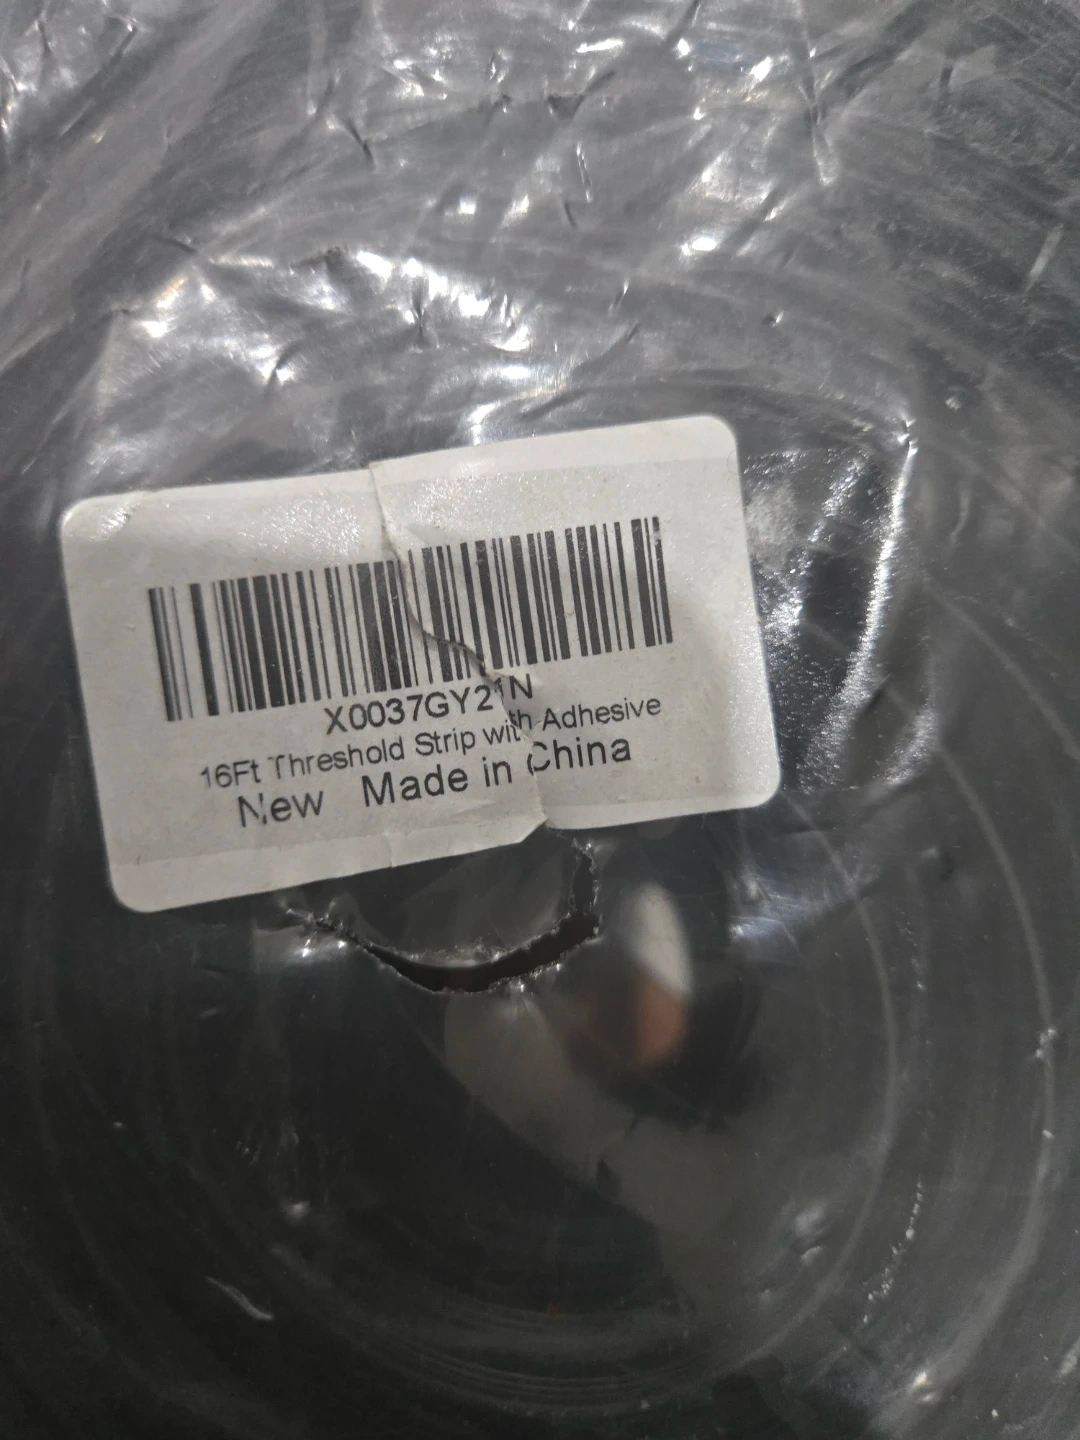 X0037GY21N
16Ft Threshold Strip with Adhesive
New Made in China